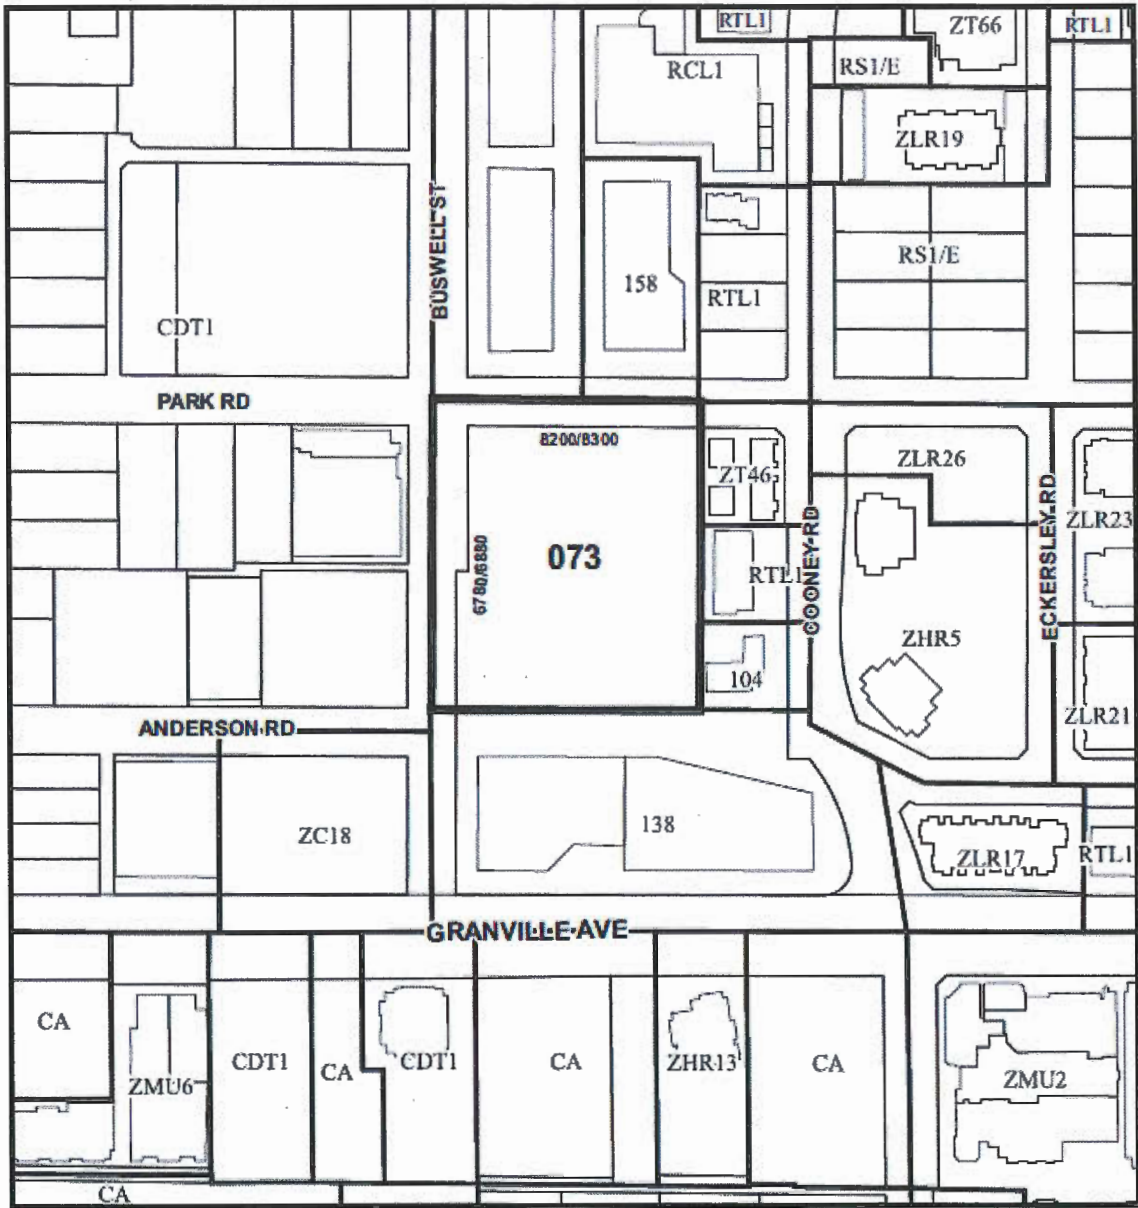 RTL1
ZT66
RTL1
RCL1
RS1/E
ZLR19
BUSWELL ST
RS1/E
158
RTL1
CDT1
PARK RD
8200/8300
ZLR26
ZT46
ZLR23
COONEY RD
ECKERSLEY RD
6780/6880
073
RTL1
ZHR5
104
ZLR21
ANDERSON RD
138
ZC18
ZLR17
RTL1
GRANVILLE AVE
CA
CDT1
CA
CDT1
CA
ZHR13
CA
ZMU6
ZMU2
CA